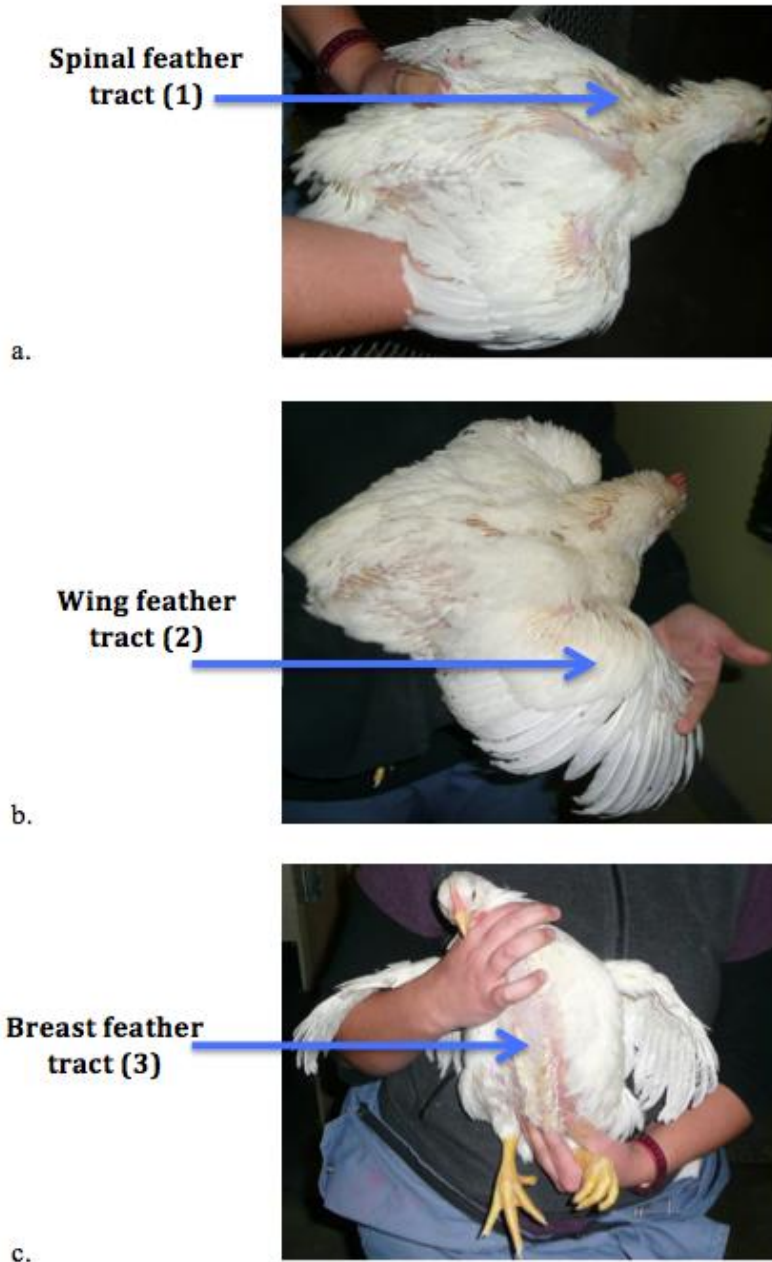 Spinal feather
tract (1)
a.
Wing feather
tract (2)
b.
Breast feather
tract (3)
c.